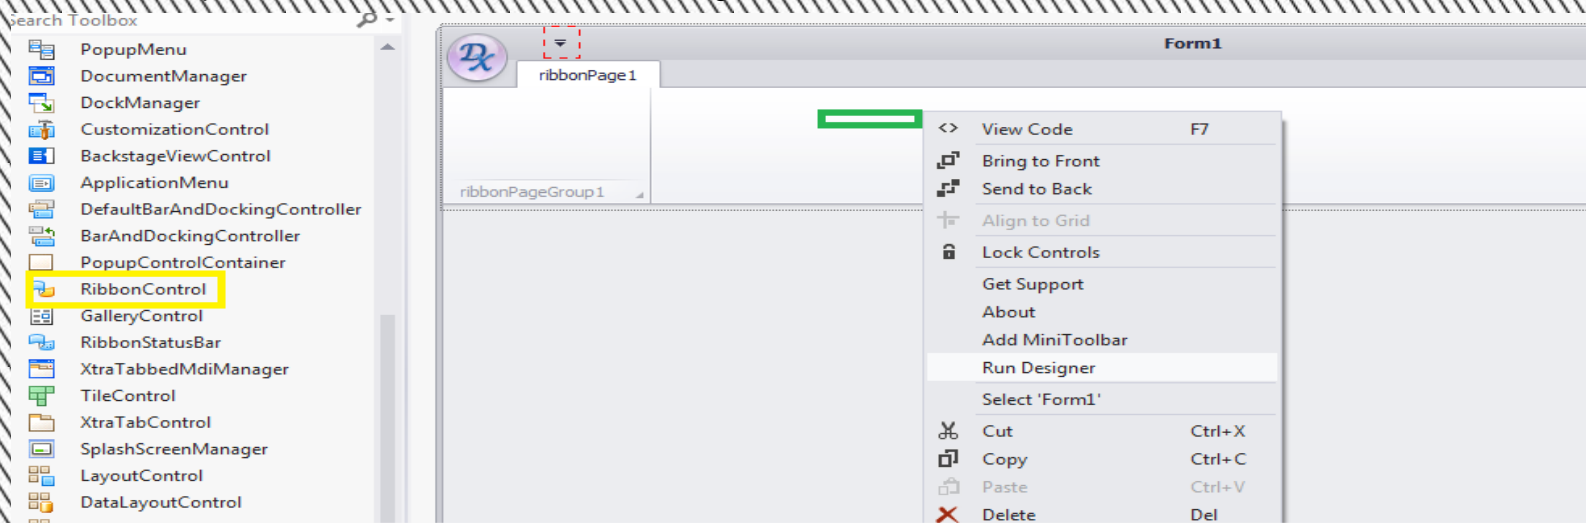 Search Toolbox
PopupMenu
DocumentManager
DockManager
CustomizationControl
BackstageViewControl
ApplicationMenu
DefaultBarAndDockingController
BarAndDockingController
PopupControlContainer
RibbonControl
GalleryControl
RibbonStatusBar
XtraTabbedMdiManager
TileControl
XtraTabControl
SplashScreenManager
LayoutControl
DataLayoutControl
DX
Form1
ribbonPage1
ribbonPageGroup1
View Code F7
Bring to Front
Send to Back
Align to Grid
Lock Controls
Get Support
About
Add MiniToolbar
Run Designer
Select 'Form1'
Cut Ctrl+X
Copy Ctrl+C
Paste Ctrl+V
Delete Del